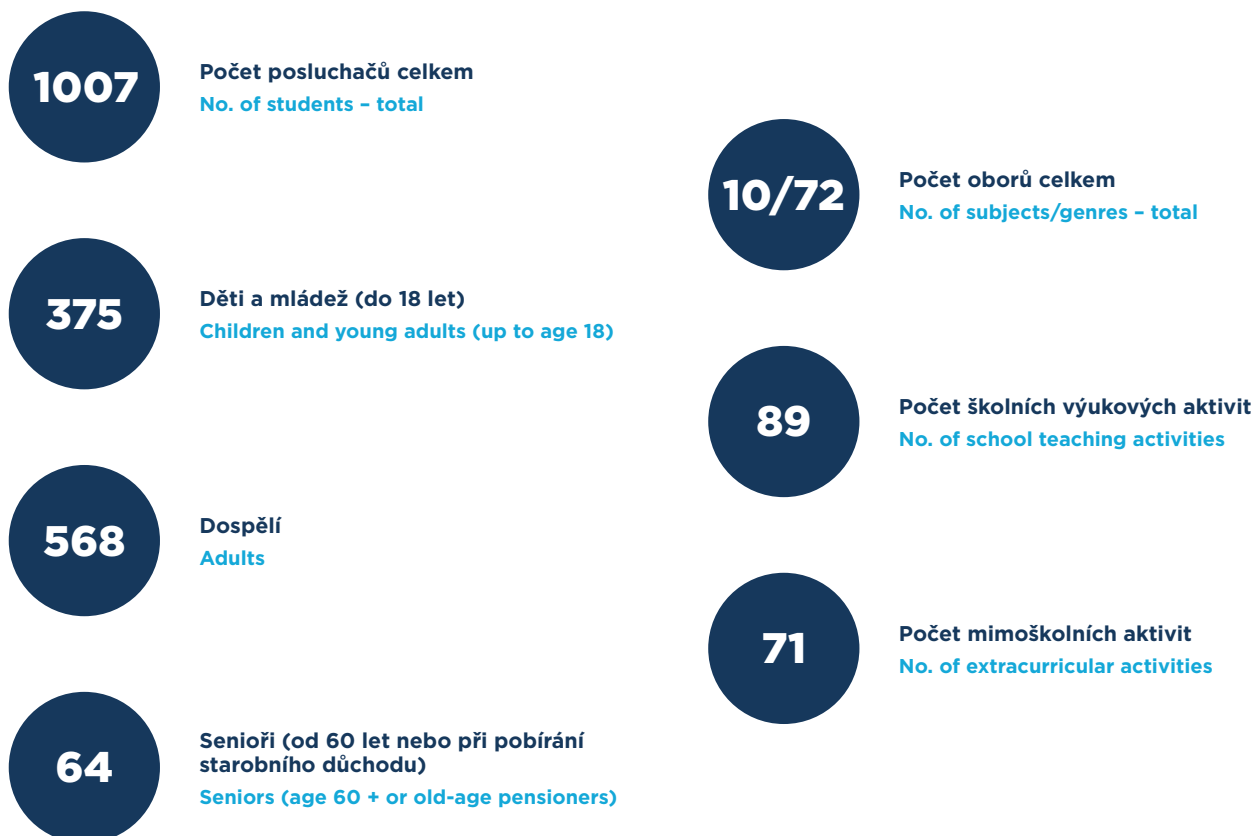 1007
Počet posluchačů celkem
No. of students – total
375
Děti a mládež (do 18 let)
Children and young adults (up to age 18)
568
Dospělí
Adults
64
Senioři (od 60 let nebo při pobírání
starobního důchodu)
Seniors (age 60 + or old-age pensioners)
10/72
Počet oborů celkem
No. of subjects/genres – total
89
Počet školních výukových aktivit
No. of school teaching activities
71
Počet mimoškolních aktivit
No. of extracurricular activities